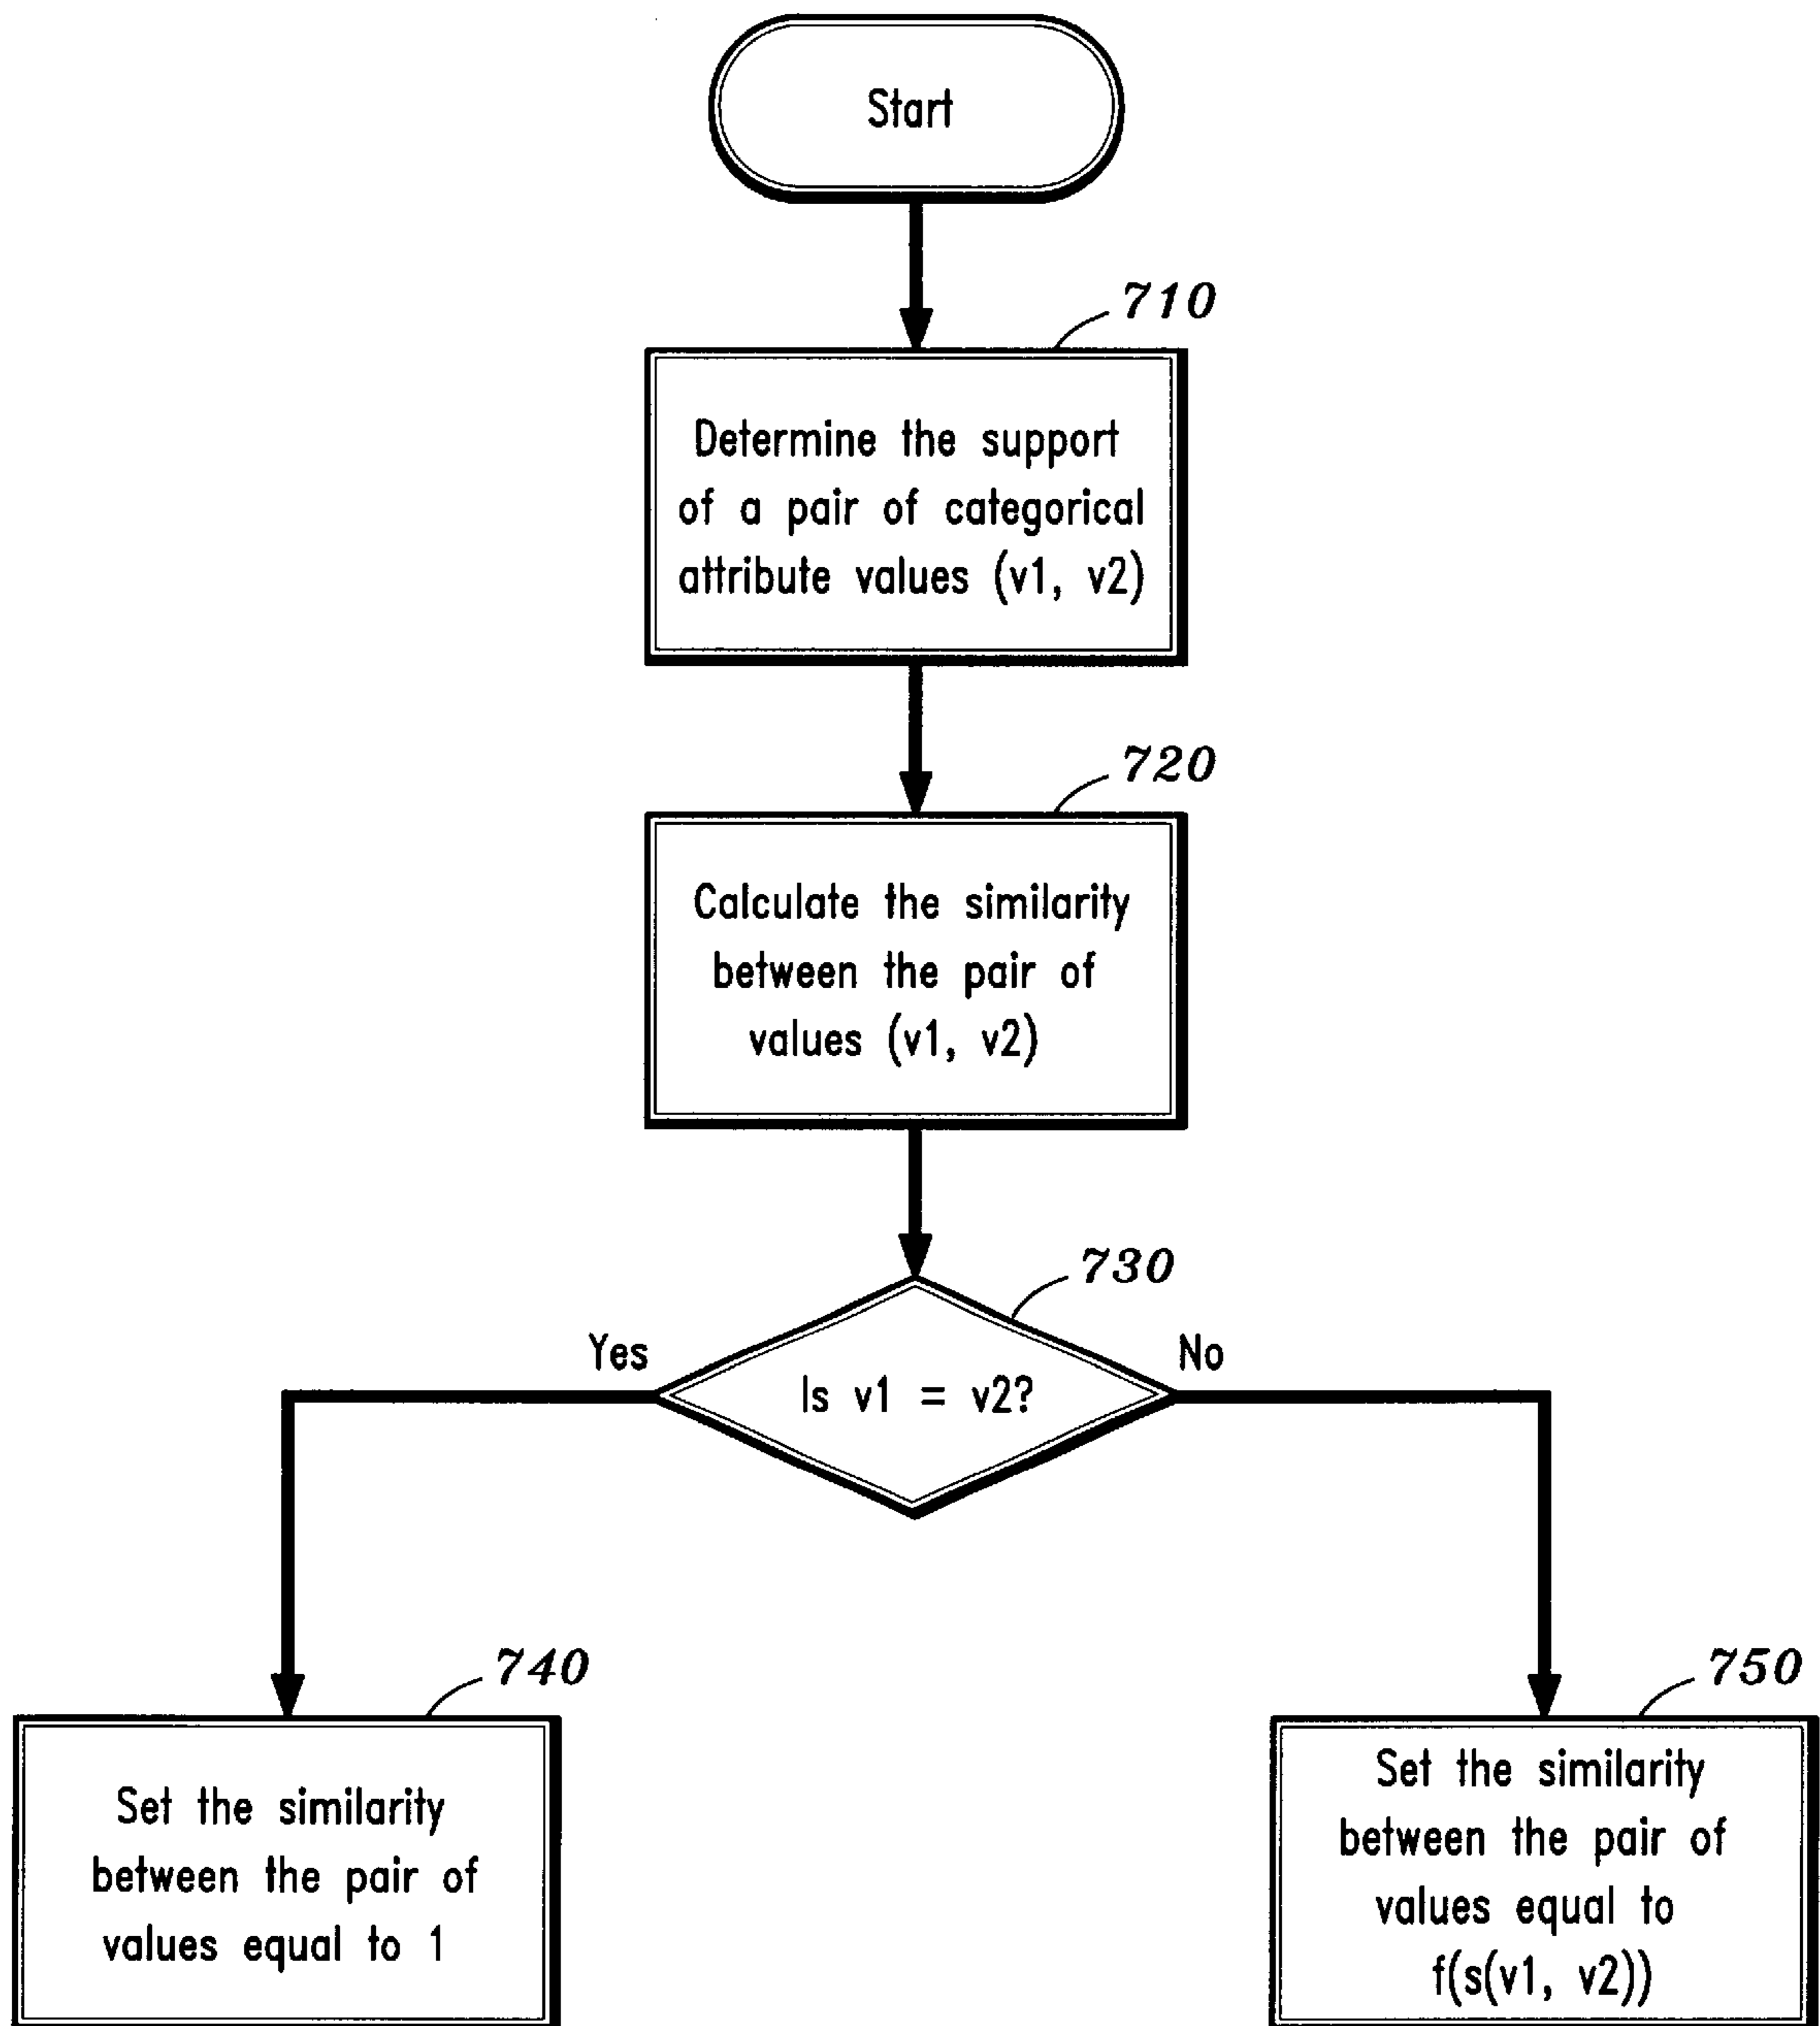 Start
710
Determine the support
of a pair of categorical
attribute values (v1, v2)
720
Calculate the similarity
between the pair of
values (v1, v2)
730
Yes
No
Is v1 = v2?
740
Set the similarity
between the pair of
values equal to 1
750
Set the similarity
between the pair of
values equal to
f(s(v1, v2))